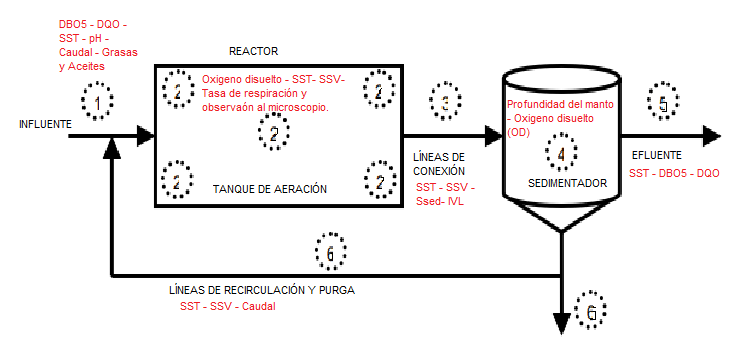 DBO5 - DQO -
SST - pH -
Caudal - Grasas
y Aceites
1
INFLUENTE
REACTOR
2
Oxigeno disuelto - SST- SSV-
Tasa de respiración y
observaón al microscopio.
2
2
2
TANQUE DE AERACIÓN
2
3
LÍNEAS DE
CONEXIÓN
SST - SSV -
Ssed- IVL
Profundidad del manto
- Oxigeno disuelto
(OD)
4
SEDIMENTADOR
5
EFLUENTE
SST - DBO5 - DQO
6
LÍNEAS DE RECIRCULACIÓN Y PURGA
SST - SSV - Caudal
6